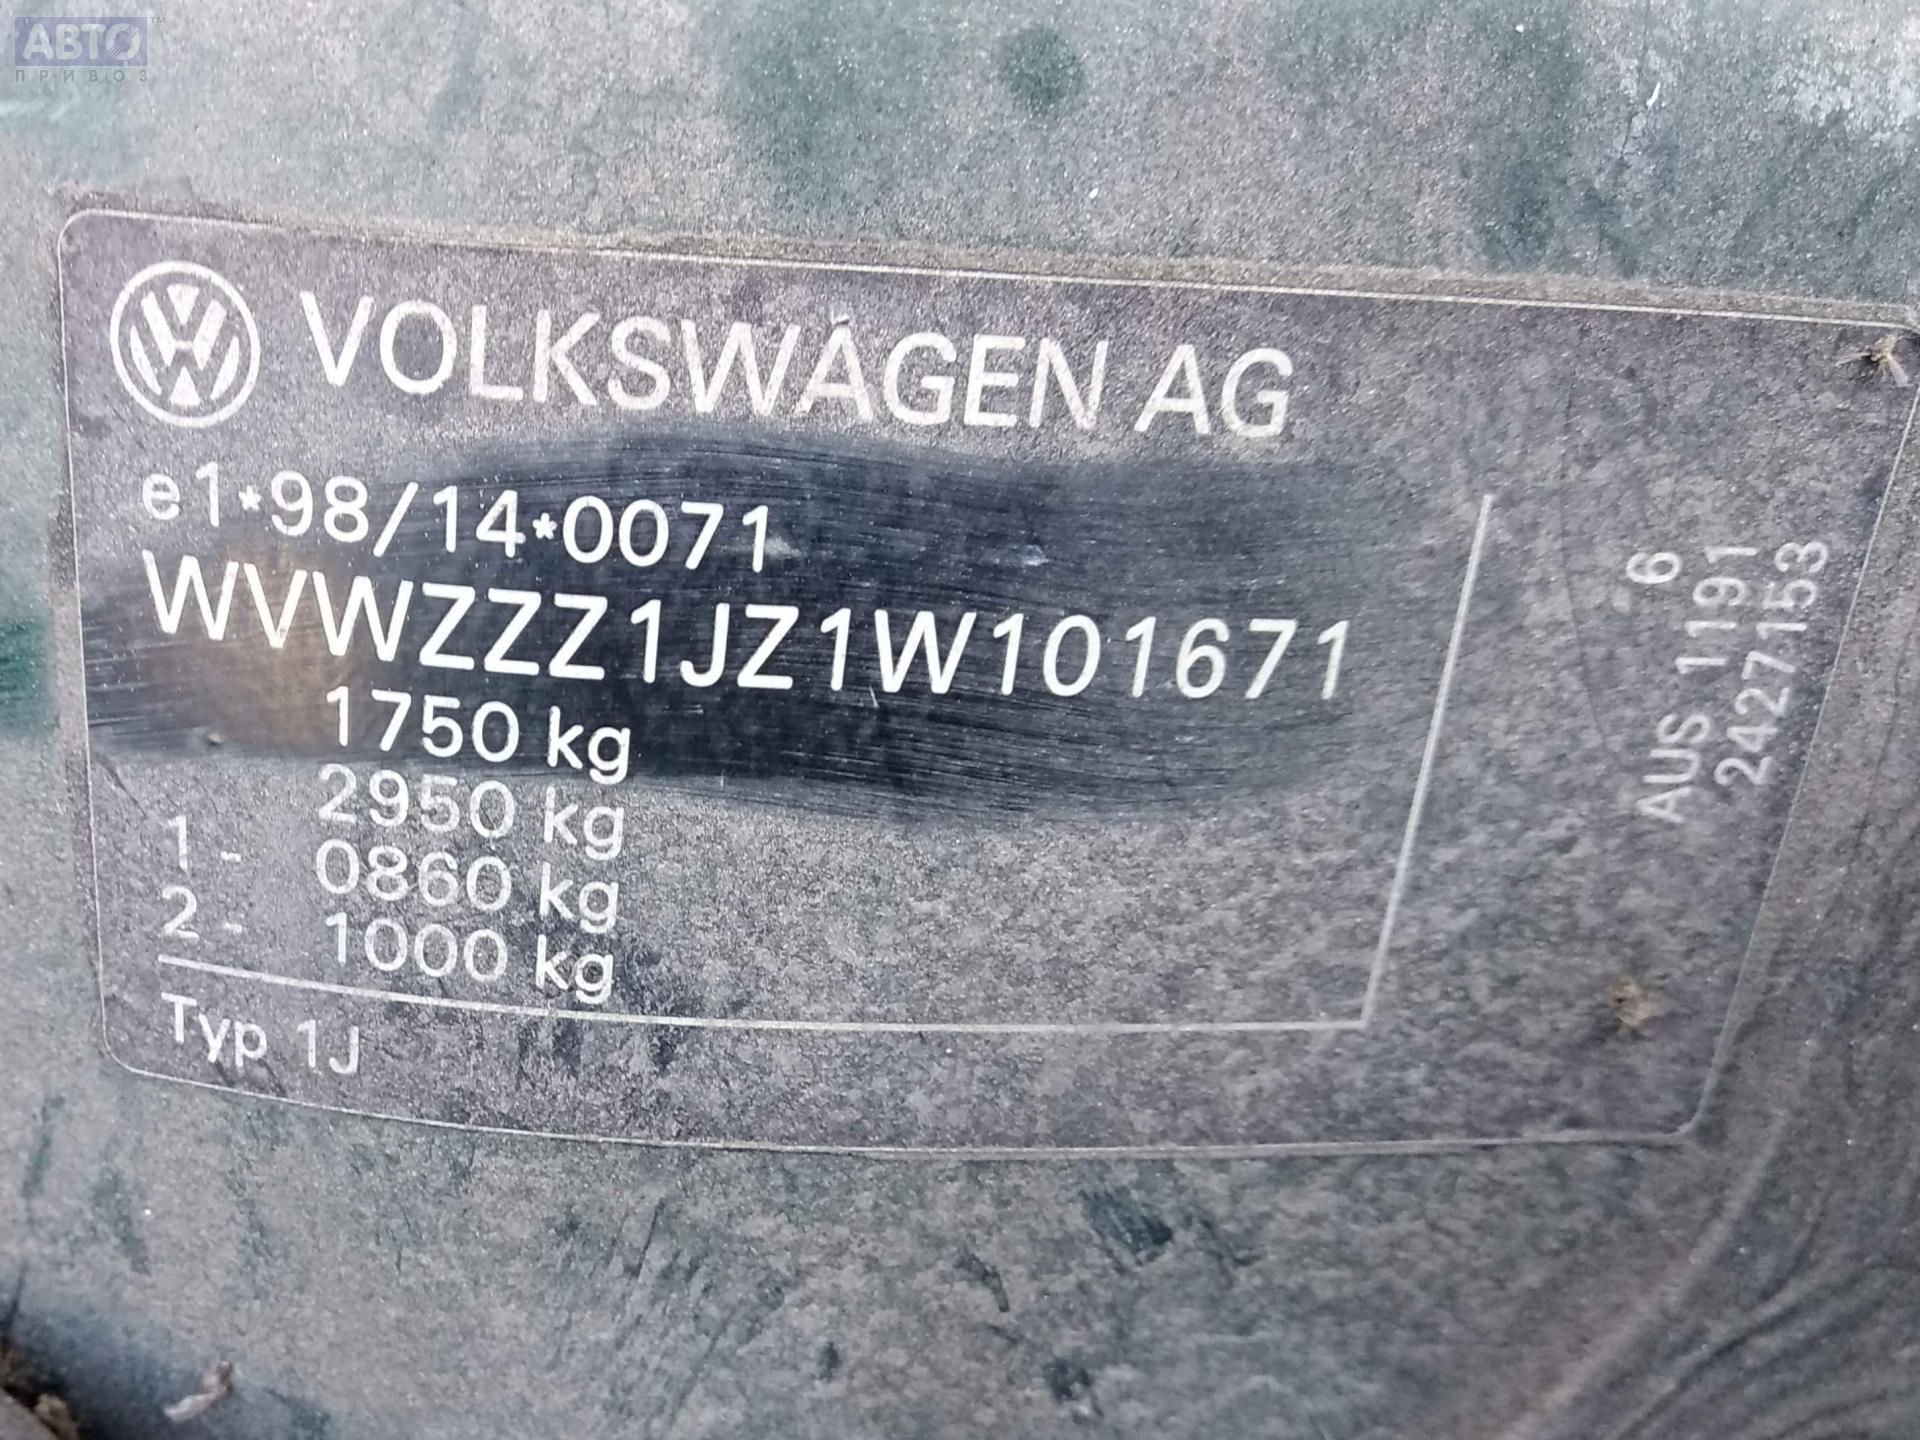 АВТО™
ПРИВОЗ
VOLKSWAGEN AG
e1*98/14*0071
WVWZZZ1JZ1W101671
1750 kg
2950 kg
1 - 0860 kg
2 - 1000 kg
Typ 1J
6
AUS 1191
2427153